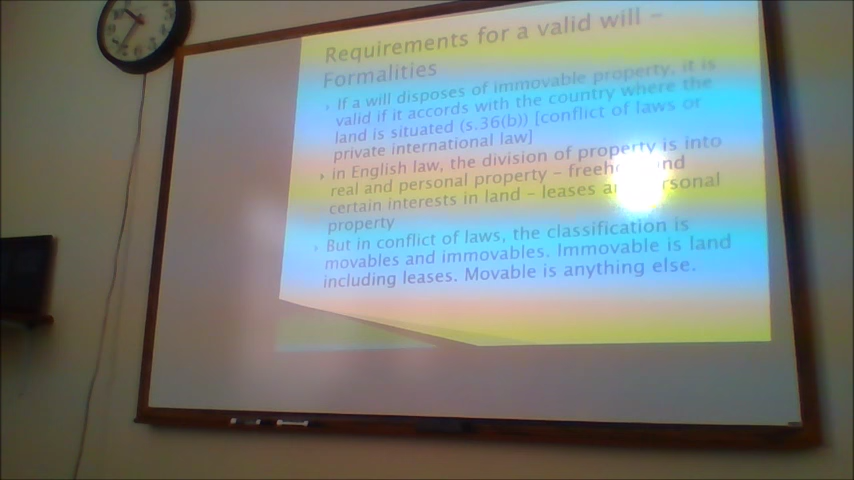 Requirements for a valid will –
Formalities
If a will disposes of immovable property, it is
valid if it accords with the country where the
land is situated (s.36(b)) [conflict of laws or
private international law]
in English law, the division of property is into
real and personal property – and
certain interests in land – leases
property
But in conflict of laws, the classification is
movables and immovables. Immovable is land
including leases. Movable is anything else.